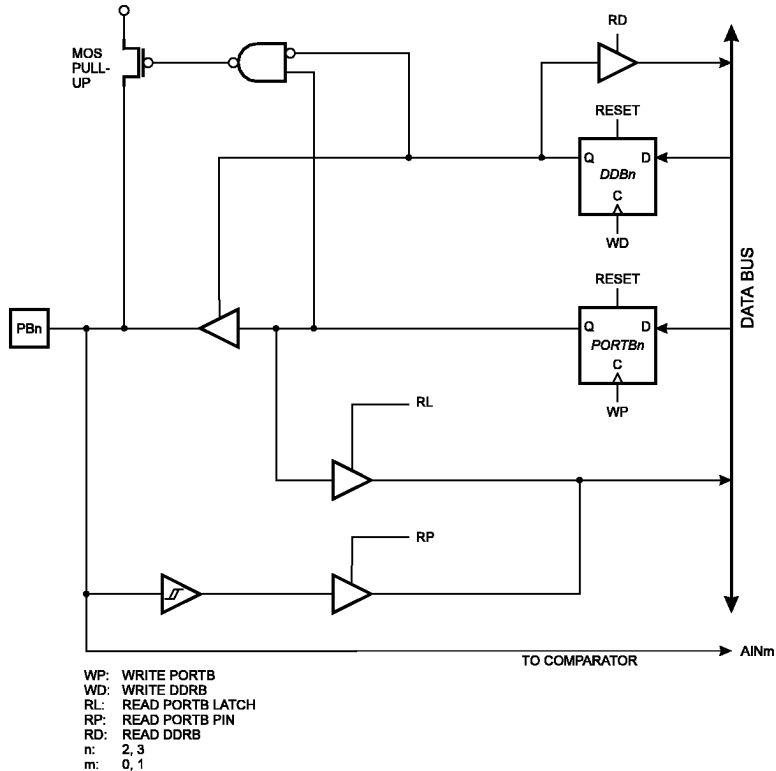 RD
MOS
PULL-
UP
RESET
Q D
DDBn
C
WD
DATA BUS
RESET
PBn
Q D
PORTBn
C
WP
RL
RP
TO COMPARATOR
AINm
WP: WRITE PORTB
WD: WRITE DDRB
RL: READ PORTB LATCH
RP: READ PORTB PIN
RD: READ DDRB
n: 2, 3
m: 0, 1